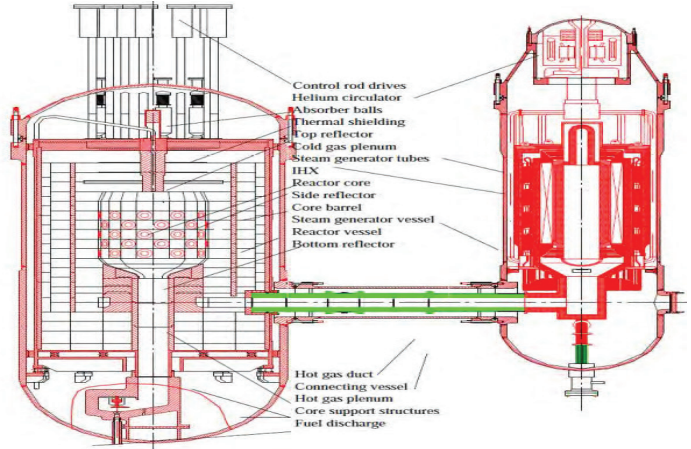 Control rod drives
Helium circulator
Absorber balls
Thermal shielding
Top reflector
Cold gas plenum
Steam generator tubes
IHX
Reactor core
Side reflector
Core barrel
Steam generator vessel
Reactor vessel
Bottom reflector
Hot gas duct
Connecting vessel
Hot gas plenum
Core support structures
Fuel discharge